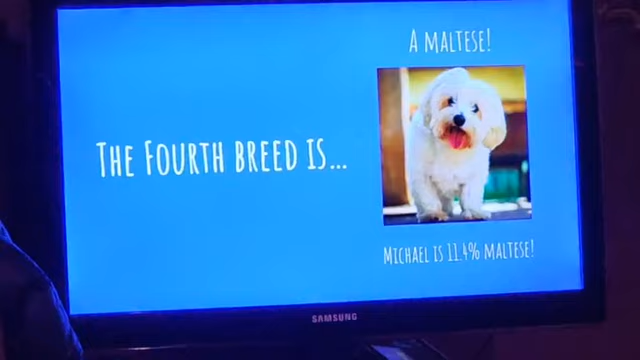 A MALTESE!
THE FOURTH BREED IS...
MICHAEL IS 11.4% MALTESE!
SAMSUNG